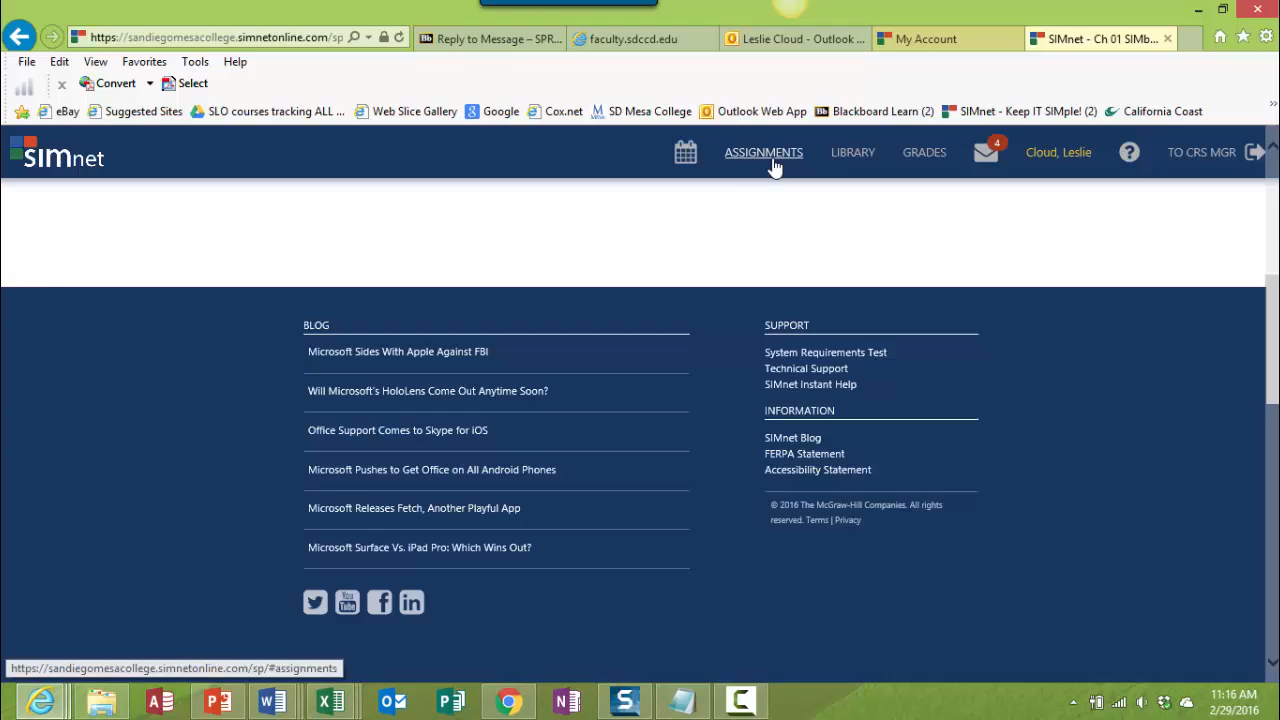 https://sandiegomesacollege.simnetonline.com/sp
Bb Reply to Message – SPR...
faculty.sdccd.edu
Leslie Cloud - Outlook ...
My Account
SIMnet - Ch 01 SIMb...
File Edit View Favorites Tools Help
x Convert Select
eBay Suggested Sites SLO courses tracking ALL ... Web Slice Gallery Google Cox.net SD Mesa College Outlook Web App Bb Blackboard Learn (2) SIMnet - Keep IT SIMple! (2) California Coast
SIMnet
ASSIGNMENTS LIBRARY GRADES 4 Cloud, Leslie ? TO CRS MGR
BLOG
Microsoft Sides With Apple Against FBI
Will Microsoft's HoloLens Come Out Anytime Soon?
Office Support Comes to Skype for iOS
Microsoft Pushes to Get Office on All Android Phones
Microsoft Releases Fetch, Another Playful App
Microsoft Surface Vs. iPad Pro: Which Wins Out?
You Tube f in
SUPPORT
System Requirements Test
Technical Support
SIMnet Instant Help
INFORMATION
SIMnet Blog
FERPA Statement
Accessibility Statement
© 2016 The McGraw-Hill Companies. All rights
reserved. Terms | Privacy
https://sandiegomesacollege.simnetonline.com/sp/#assignments
11:16 AM
2/29/2016